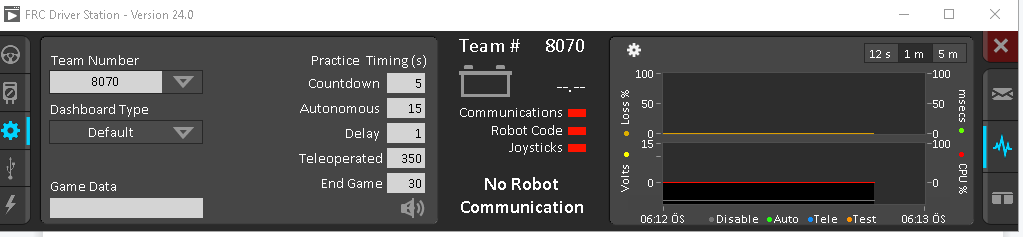 FRC Driver Station - Version 24.0
Team Number
8070
Dashboard Type
Default
Game Data
Practice Timing (s)
Countdown 5
Autonomous 15
Delay 1
Teleoperated 350
End Game 30
Team # 8070
--.--
Communications
Robot Code
Joysticks
No Robot
Communication
12 s 1 m 5 m
100
50
0
Loss %
100
50
0
msecs
15
0
Volts
100
0
CPU %
06:12 ÖS
06:13 ÖS
Disable Auto Tele Test